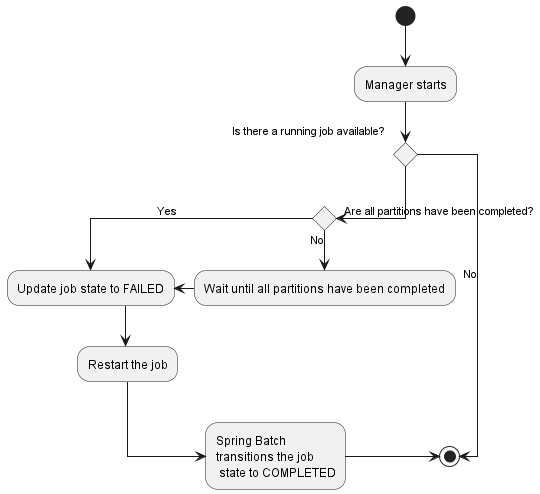 Manager starts
Is there a running job available?
Yes
Are all partitions have been completed?
No
Update job state to FAILED
Wait until all partitions have been completed
No
Restart the job
Spring Batch
transitions the job
state to COMPLETED